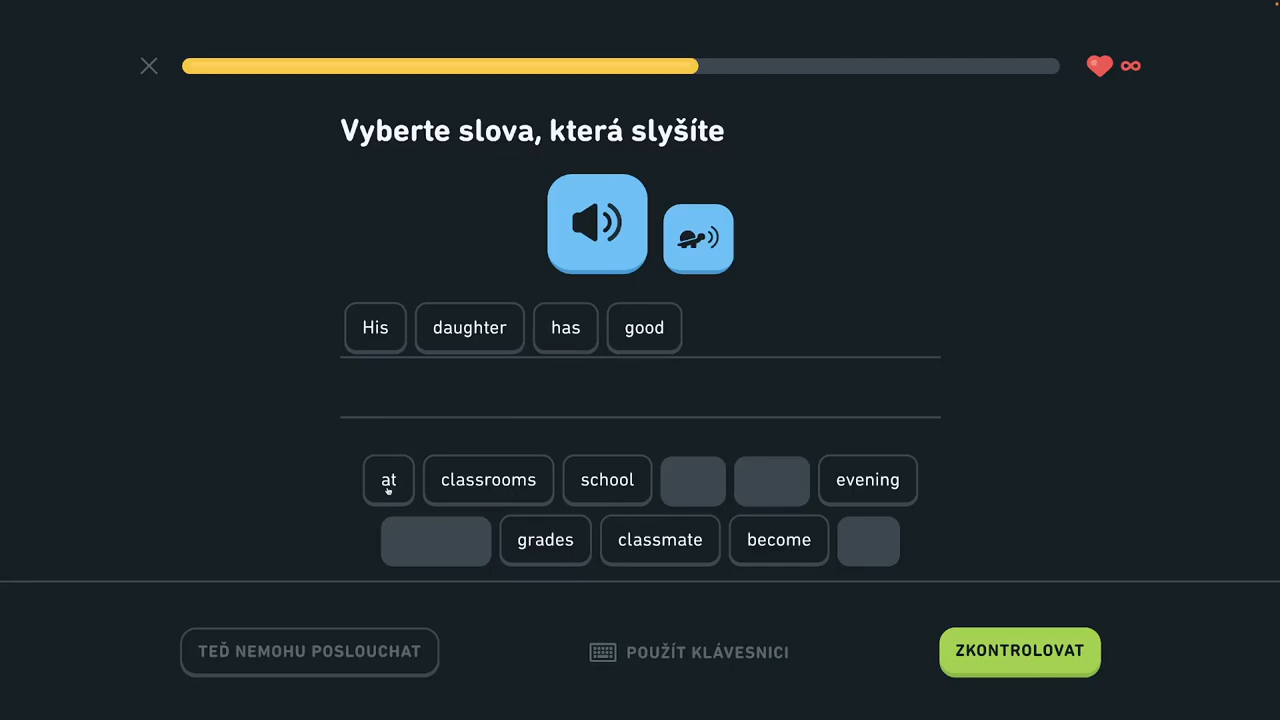 Vyberte slova, která slyšíte
His daughter has good
at classrooms school evening
grades classmate become
TEĎ NEMOHU POSLOUCHAT POUŽÍT KLÁVESNICI ZKONTROLOVAT